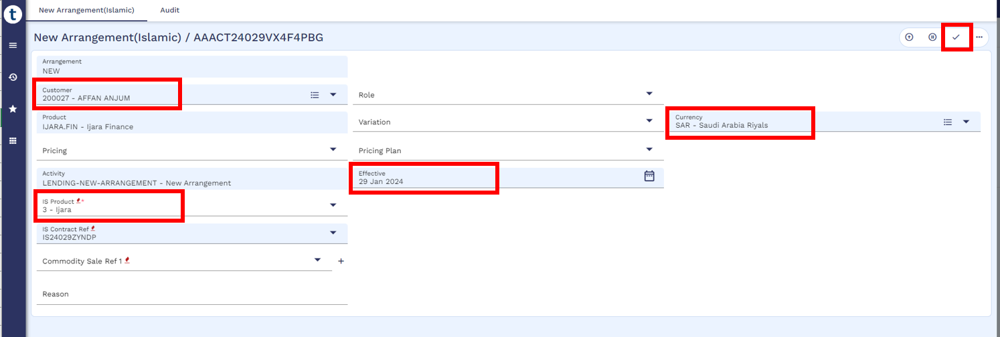 New Arrangement(Islamic) Audit
t
New Arrangement(Islamic) / AAACT24029VX4F4PBG
Arrangement
NEW
Customer
200027 - AFFAN ANJUM
Role
Product
IJARA.FIN - Ijara Finance
Variation
Currency
SAR - Saudi Arabia Riyals
Pricing
Pricing Plan
Activity
LENDING-NEW-ARRANGEMENT - New Arrangement
Effective
29 Jan 2024
IS Product *
3 - Ijara
IS Contract Ref
IS24029ZYNDP
Commodity Sale Ref 1
Reason